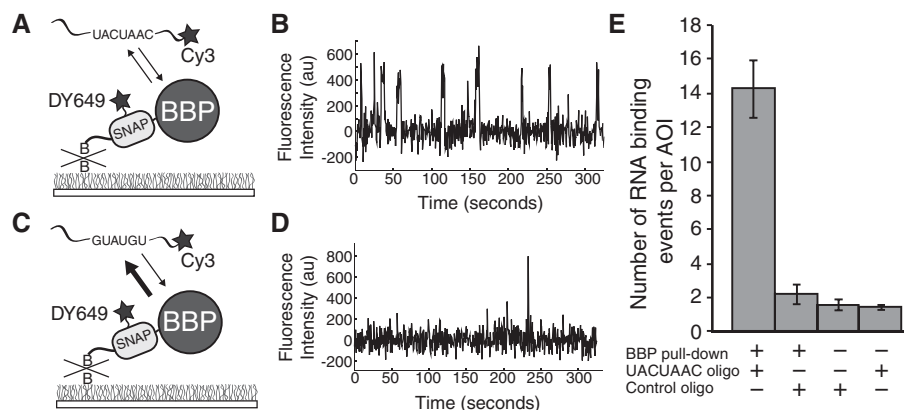 A
UACUAAC
Cy3
DY649
BBP
SNAP
B
B
B
Fluorescence
Intensity (au)
600
400
200
0
-200
0 50 100 150 200 250 300
Time (seconds)
C
GUAUGU
Cy3
DY649
BBP
SNAP
B
B
D
Fluorescence
Intensity (au)
800
600
400
200
0
-200
0 50 100 150 200 250 300
Time (seconds)
E
Number of RNA binding
events per AOI
18
16
14
12
10
8
6
4
2
0
BBP pull-down + + – –
UACUAAC oligo + – – +
Control oligo – + + –